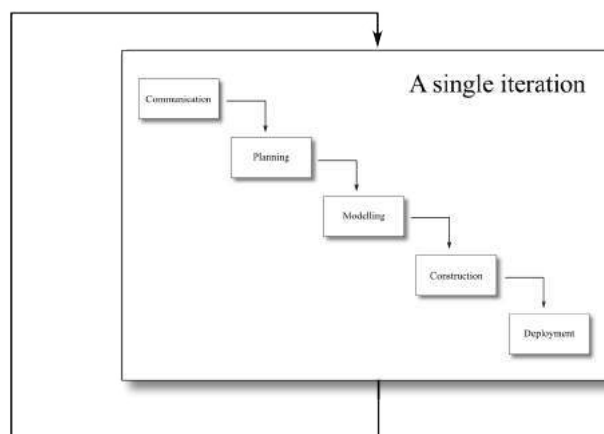 A single iteration
Communication
Planning
Modelling
Construction
Deployment